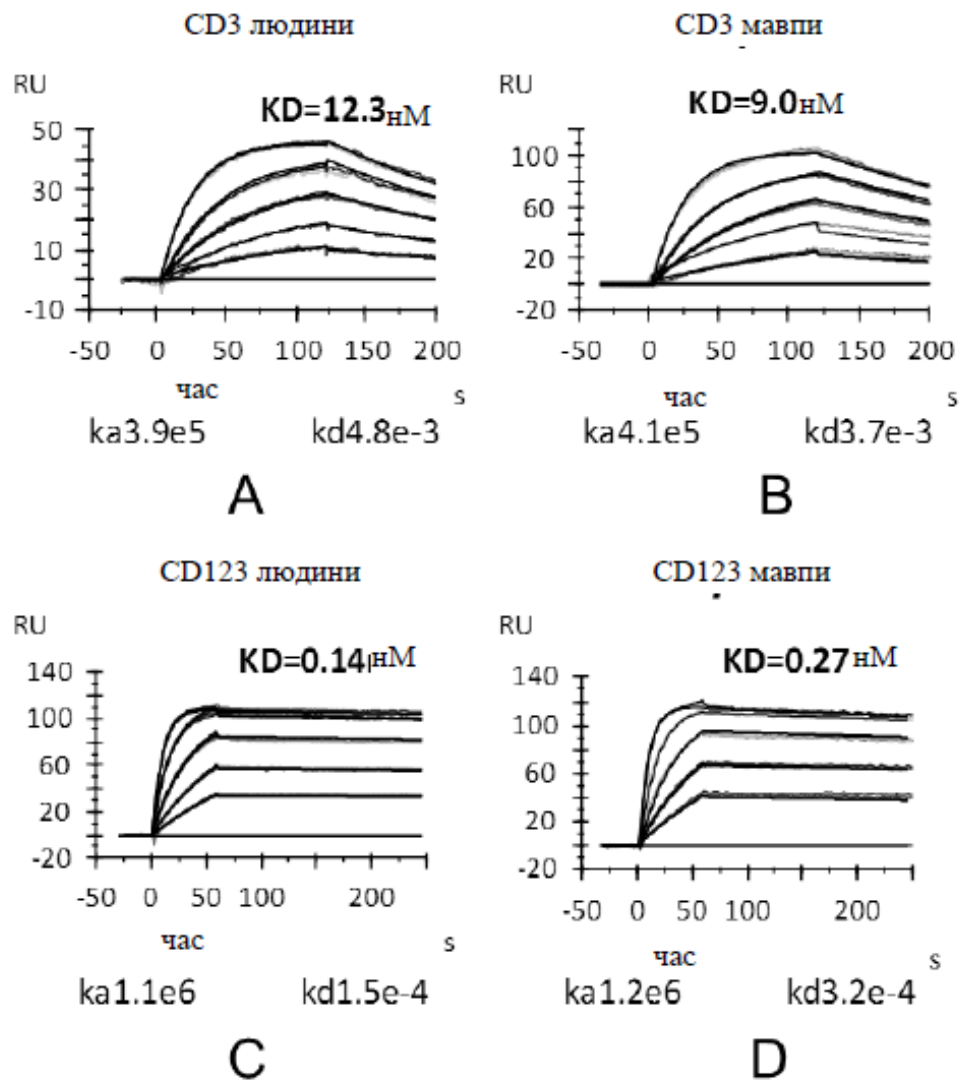 CD3 людини
RU
KD=12.3нМ
50
30
10
-10
-50 0 50 100 150 200
час
s
ka3.9e5 kd4.8e-3
A
CD3 мавпи
RU
KD=9.0нМ
100
60
20
-20
-50 0 50 100 150 200
час
s
ka4.1e5 kd3.7e-3
B
CD123 людини
RU
KD=0.14нМ
140
100
60
20
-20
-50 0 50 100 200
час
s
ka1.1e6 kd1.5e-4
C
CD123 мавпи
RU
KD=0.27нМ
140
100
60
20
-20
-50 0 50 100 200
час
s
ka1.2e6 kd3.2e-4
D